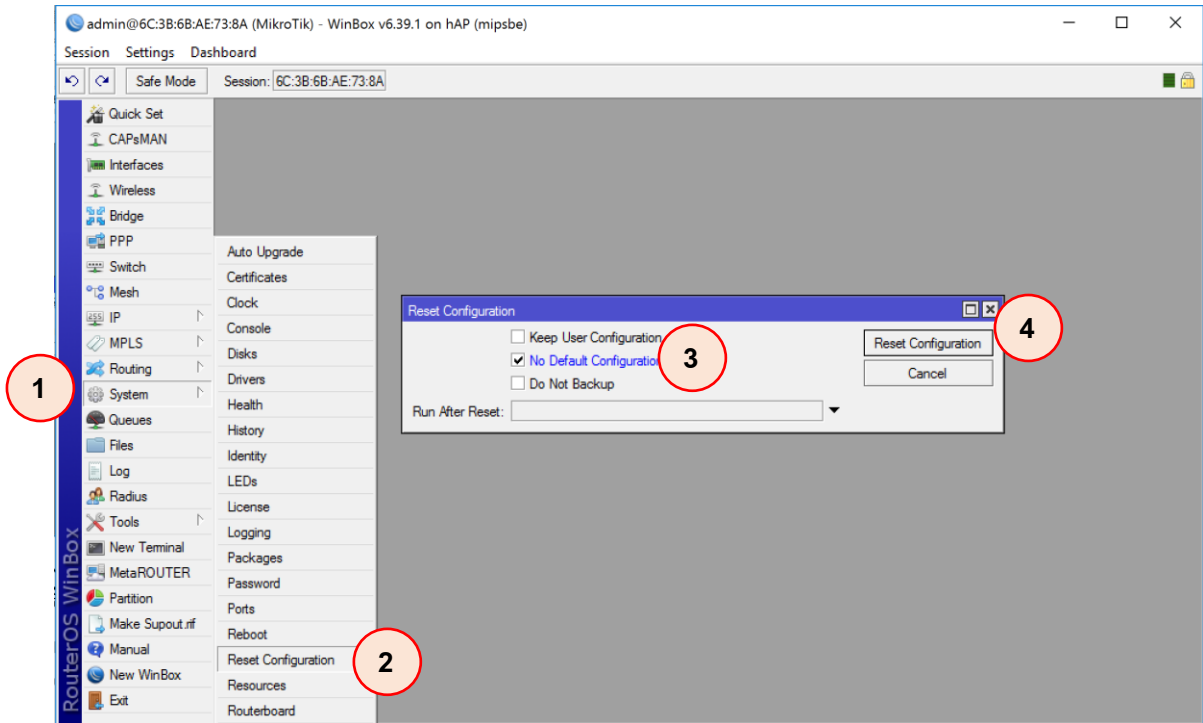 admin@6C:3B:6B:AE:73:8A (MikroTik) - WinBox v6.39.1 on hAP (mipsbe)
Session Settings Dashboard
Safe Mode Session: 6C:3B:6B:AE:73:8A
Quick Set
CAPsMAN
Interfaces
Wireless
Bridge
PPP
Switch
Mesh
IP
MPLS
Routing
System
Queues
Files
Log
Radius
Tools
New Terminal
MetaROUTER
Partition
Make Supout.rif
Manual
New WinBox
Exit
RouterOS WinBox
1
Auto Upgrade
Certificates
Clock
Console
Disks
Drivers
Health
History
Identity
LEDs
License
Logging
Packages
Password
Ports
Reboot
Reset Configuration
Resources
Routerboard
2
Reset Configuration
Keep User Configuration
No Default Configuration
Do Not Backup
Run After Reset:
3
Reset Configuration
Cancel
4